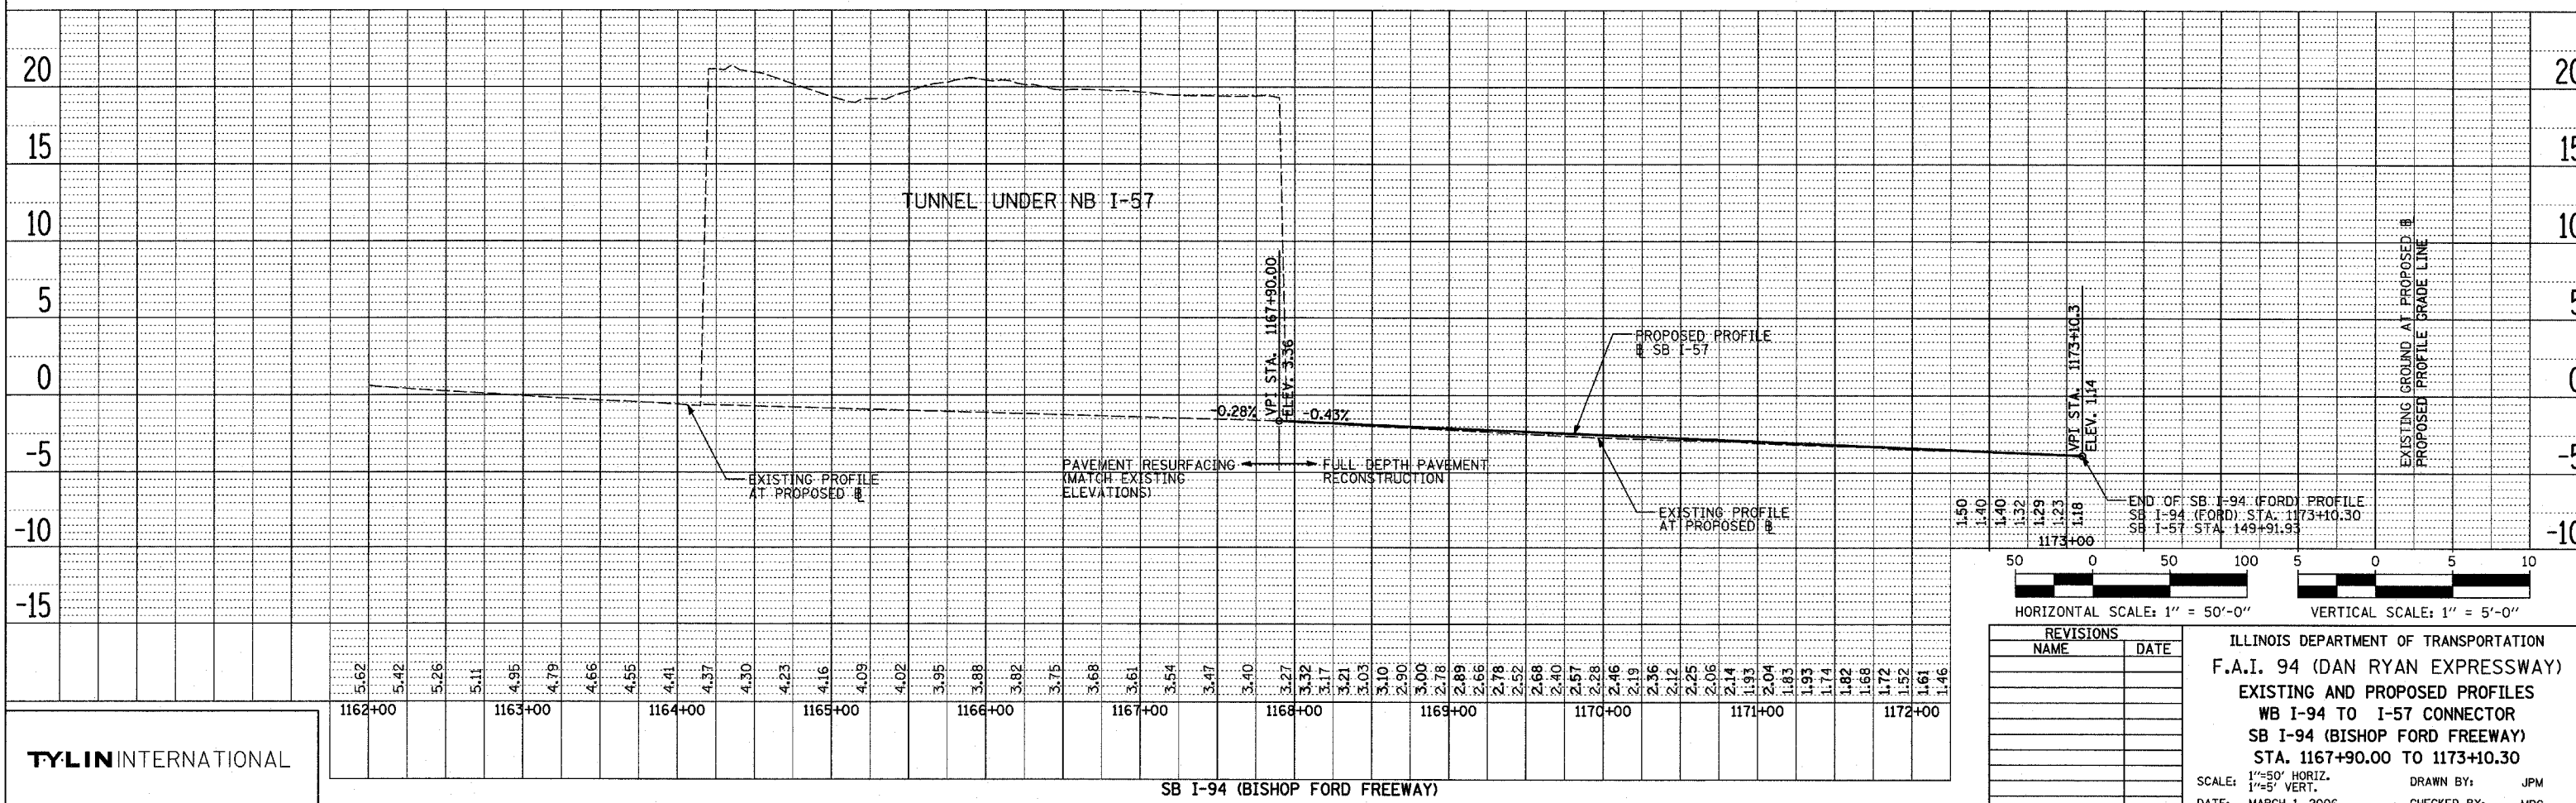 20
15
10
5
0
-5
-10
-15
20
15
10
5
0
-5
-10
TUNNEL UNDER NB I-57
VPI STA. 1167+90.00
ELEV. 3.36
-0.28%
-0.43%
PROPOSED PROFILE
℄ SB I-57
VPI STA. 1173+10.3
ELEV. 1.14
EXISTING GROUND AT PROPOSED ℄
PROPOSED PROFILE GRADE LINE
EXISTING PROFILE
AT PROPOSED ℄
PAVEMENT RESURFACING
(MATCH EXISTING
ELEVATIONS)
FULL DEPTH PAVEMENT
RECONSTRUCTION
EXISTING PROFILE
AT PROPOSED ℄
END OF SB I-94 (FORD) PROFILE
SB I-94 (FORD) STA. 1173+10.30
SB I-57 STA. 149+91.93
1.50 1.40 1.40 1.32 1.29 1.23 1.18
1173+00
50 0 50 100
HORIZONTAL SCALE: 1" = 50'-0"
5 0 5 10
VERTICAL SCALE: 1" = 5'-0"
5.62 5.42 5.26 5.11 4.95 4.79 4.66 4.55 4.41 4.37 4.30 4.23 4.16 4.09 4.02 3.95 3.88 3.82 3.75 3.68 3.61 3.54 3.47 3.40 3.27 3.32 3.17 3.21 3.03 3.10 2.90 3.00 2.78 2.89 2.66 2.78 2.52 2.68 2.40 2.57 2.28 2.46 2.19 2.36 2.12 2.25 2.06 2.14 1.93 2.04 1.83 1.93 1.74 1.82 1.68 1.72 1.52 1.61 1.46
1162+00 1163+00 1164+00 1165+00 1166+00 1167+00 1168+00 1169+00 1170+00 1171+00 1172+00
SB I-94 (BISHOP FORD FREEWAY)
TYLIN INTERNATIONAL
REVISIONS
NAME DATE
ILLINOIS DEPARTMENT OF TRANSPORTATION
F.A.I. 94 (DAN RYAN EXPRESSWAY)
EXISTING AND PROPOSED PROFILES
WB I-94 TO I-57 CONNECTOR
SB I-94 (BISHOP FORD FREEWAY)
STA. 1167+90.00 TO 1173+10.30
SCALE: 1"=50' HORIZ.
1"=5' VERT.
DRAWN BY: JPM
DATE: MARCH 1, 2006
CHECKED BY: